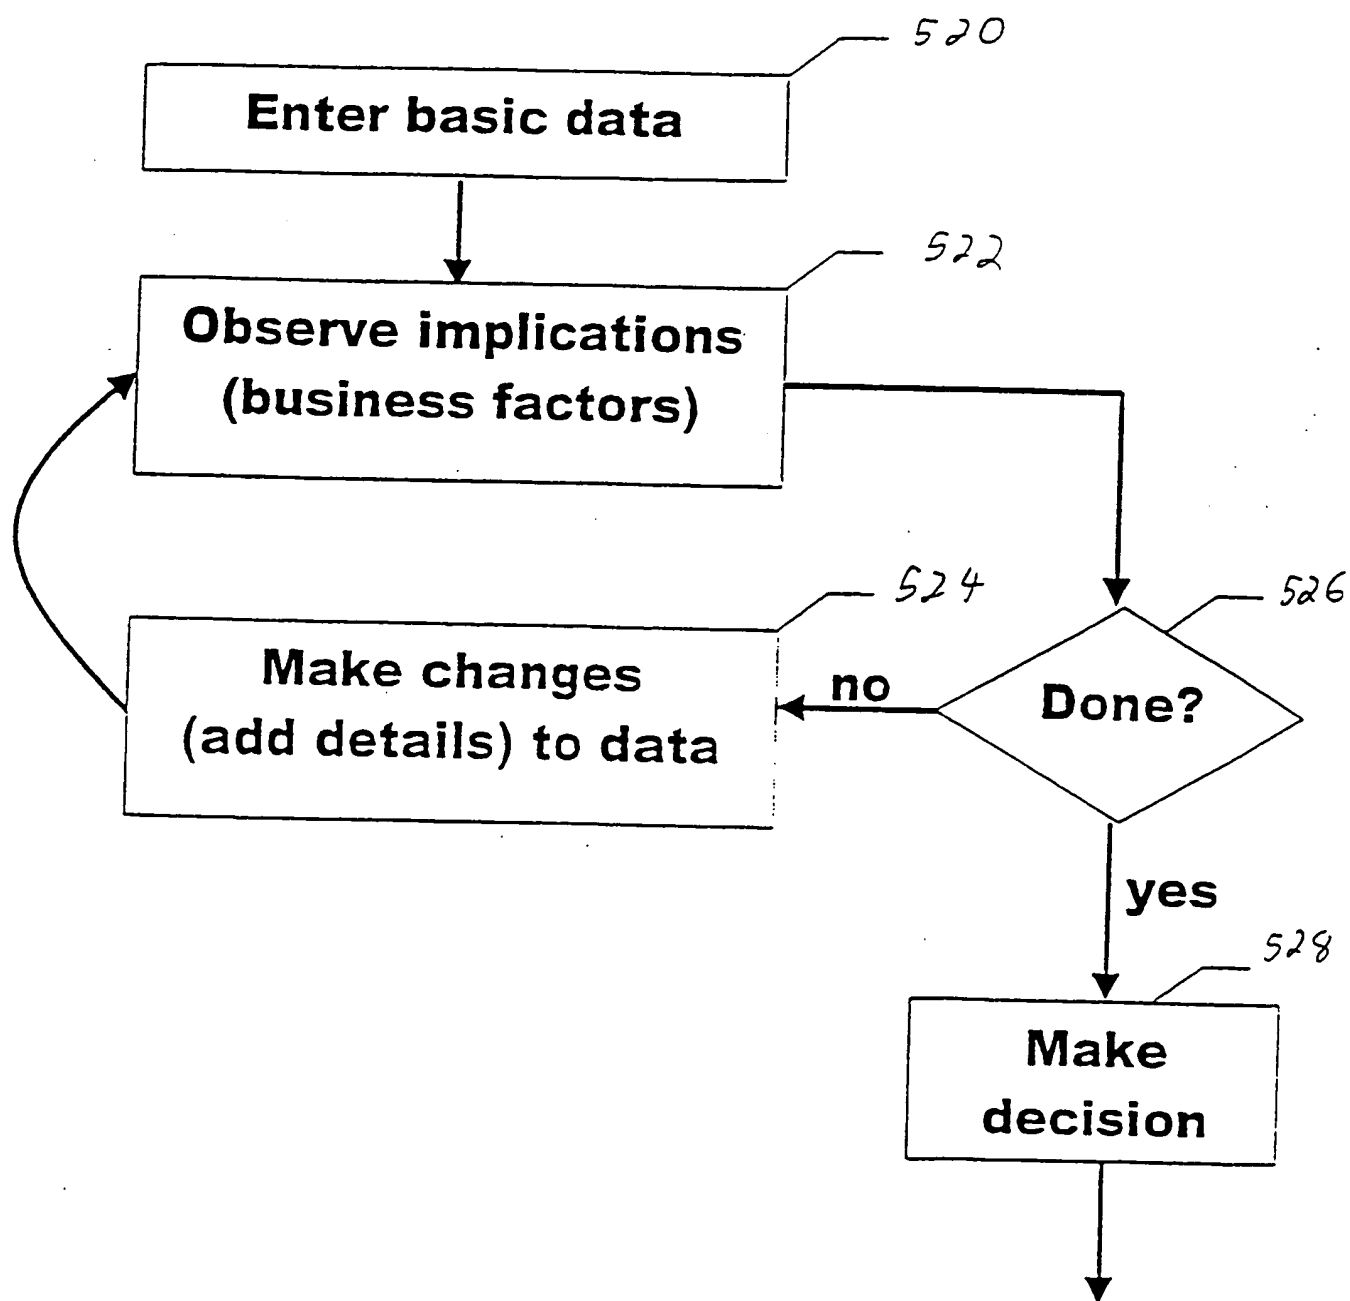 520
Enter basic data
522
Observe implications
(business factors)
524
526
Make changes
(add details) to data
no
Done?
yes
528
Make
decision